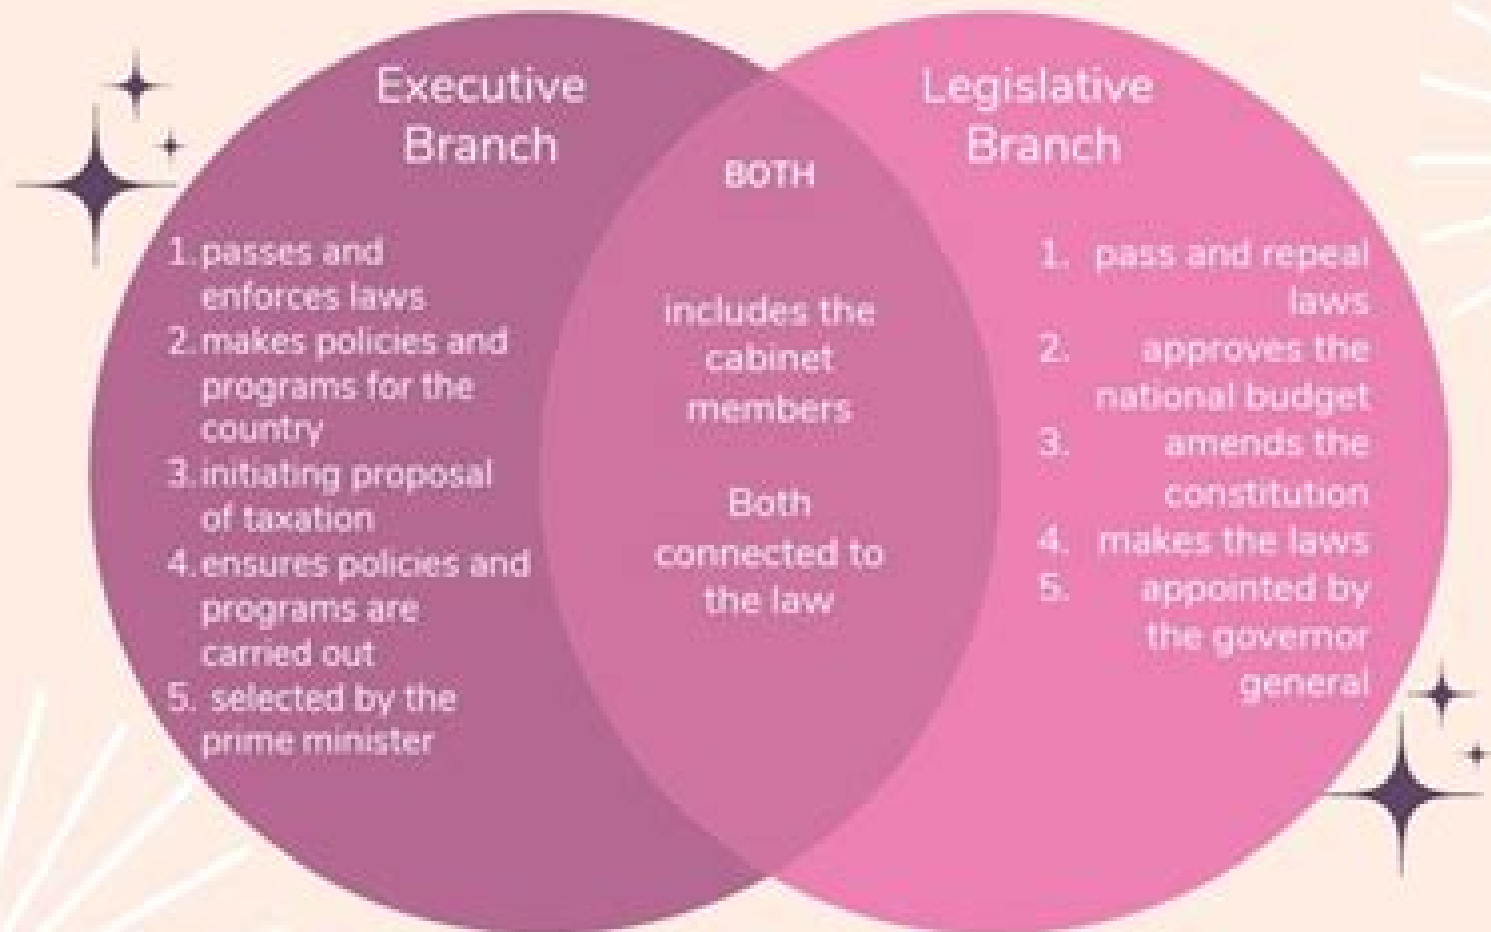 Executive
Branch
1. passes and
enforces laws
2. makes policies and
programs for the
country
3. initiating proposal
of taxation
4. ensures policies and
programs are
carried out
5. selected by the
prime minister
BOTH
includes the
cabinet
members
Both
connected to
the law
Legislative
Branch
1. pass and repeal
laws
2. approves the
national budget
3. amends the
constitution
4. makes the laws
5. appointed by
the governor
general